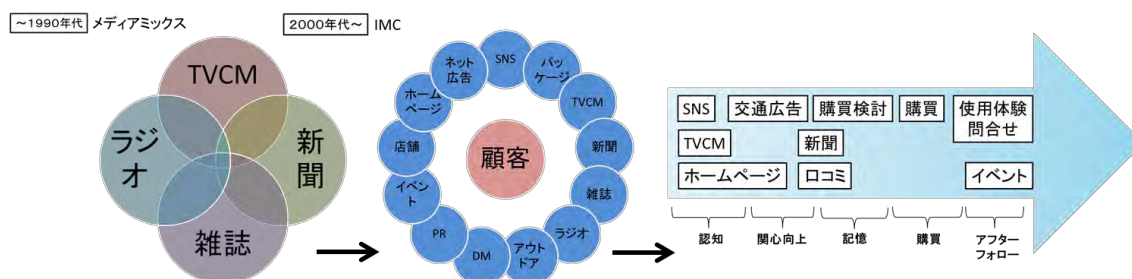 ～1990年代 メディアミックス
2000年代～ IMC
TVCM
ラジ
オ
新
聞
雑誌
SNS
パッ
ケージ
TVCM
新聞
雑誌
ラジオ
アウト
ドア
DM
PR
イベン
ト
店舗
ホーム
ページ
ネット
広告
顧客
SNS 交通広告 購買検討 購買 使用体験
問合せ
TVCM 新聞
ホームページ 口コミ イベント
認知 関心向上 記憶 購買 アフター
フォロー